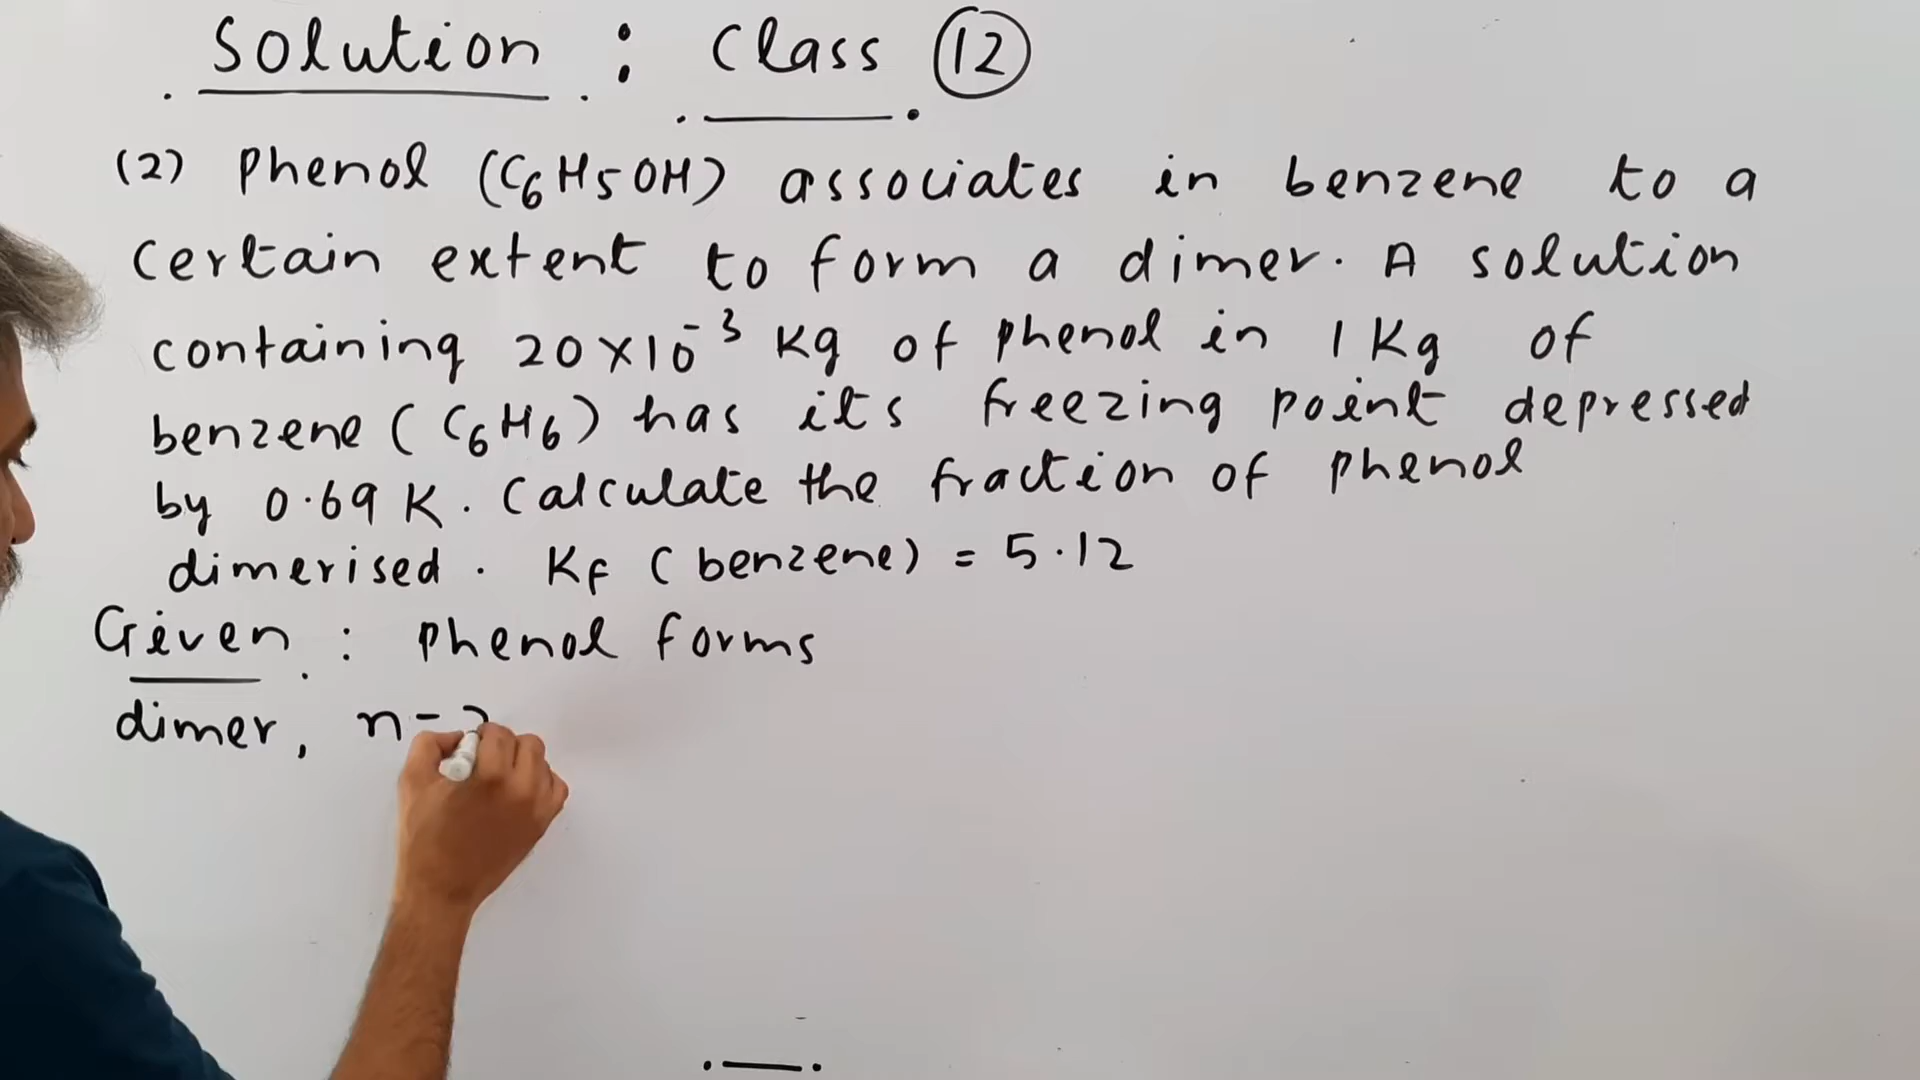 Solution : Class 12
(2) Phenol (C6H5OH) associates in benzene to a
certain extent to form a dimer. A solution
containing 20×10⁻³ Kg of phenol in 1 Kg of
benzene (C6H6) has its freezing point depressed
by 0.69 K. Calculate the fraction of phenol
dimerised. Kf (benzene) = 5.12
Given : Phenol forms
dimer, n